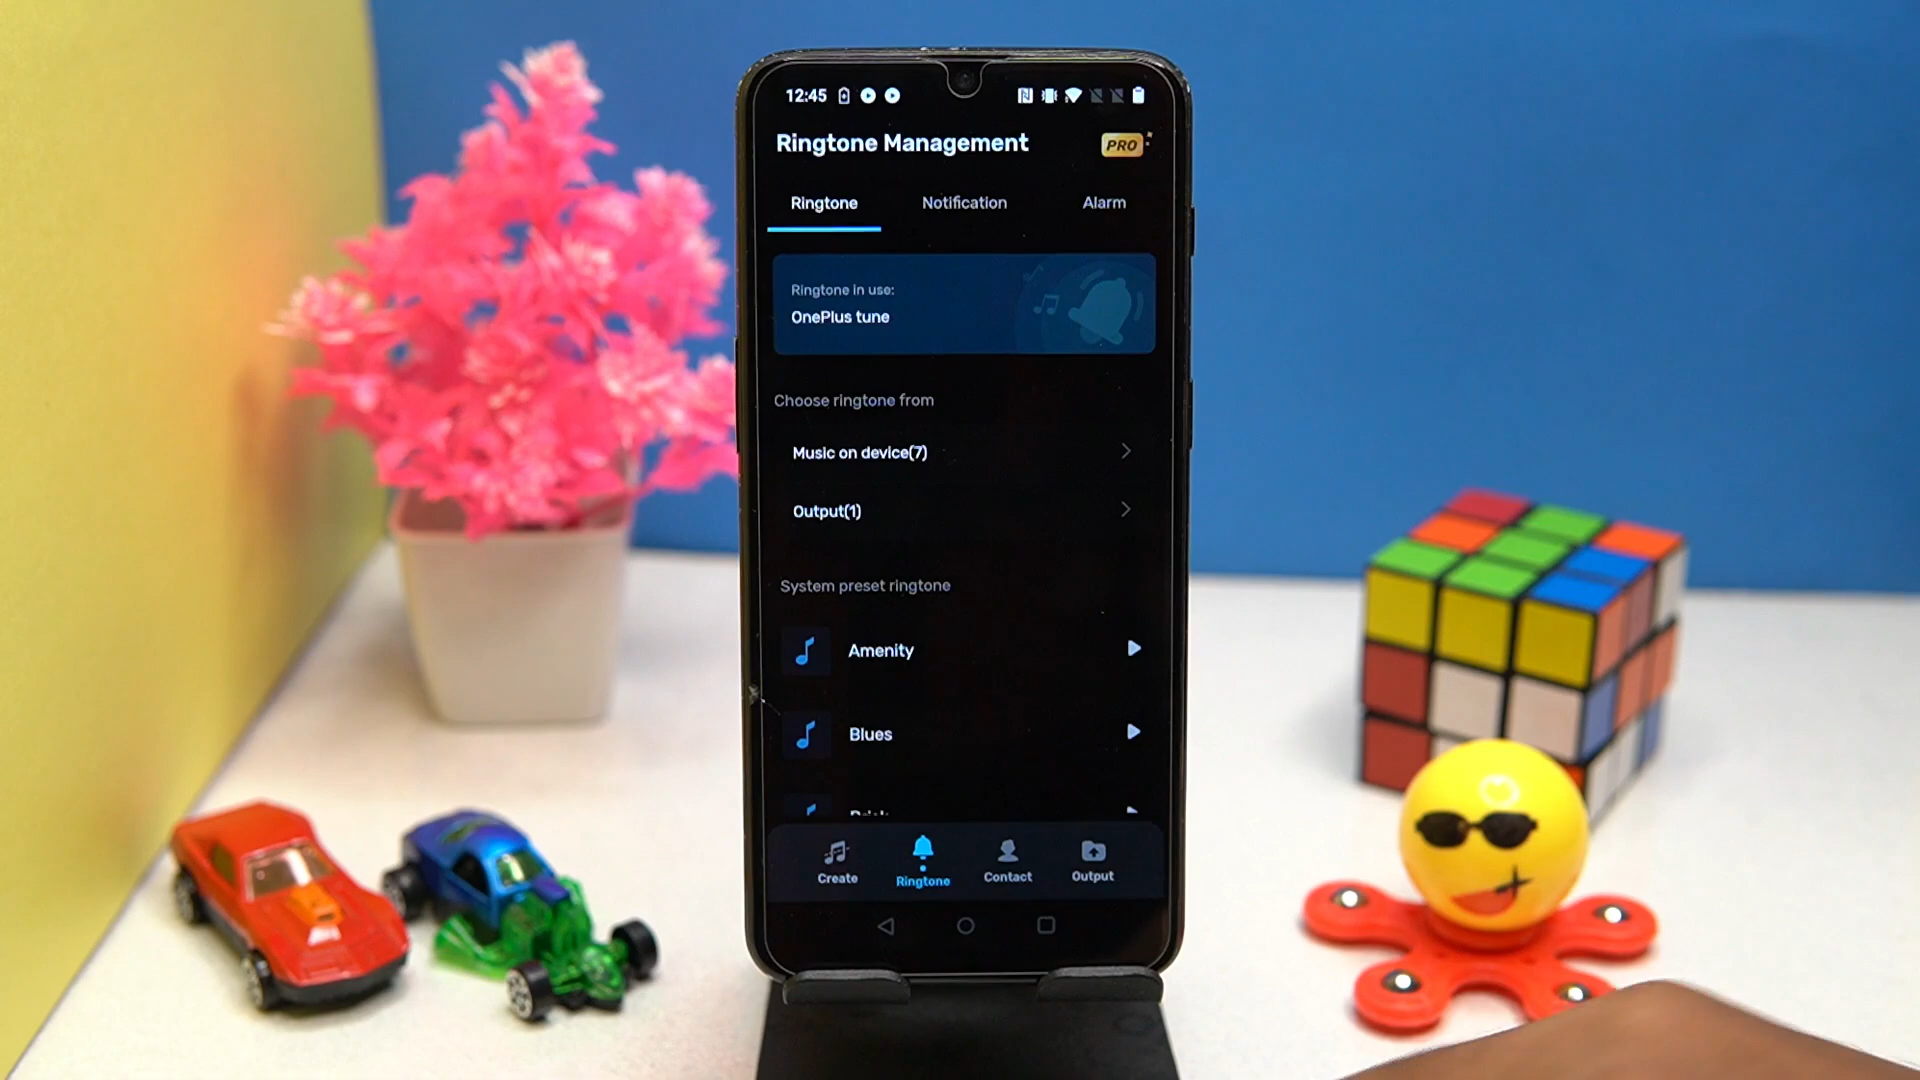 12:45
Ringtone Management
PRO
Ringtone Notification Alarm
Ringtone in use:
OnePlus tune
Choose ringtone from
Music on device(7)
Output(1)
System preset ringtone
Amenity
Blues
Create Ringtone Contact Output